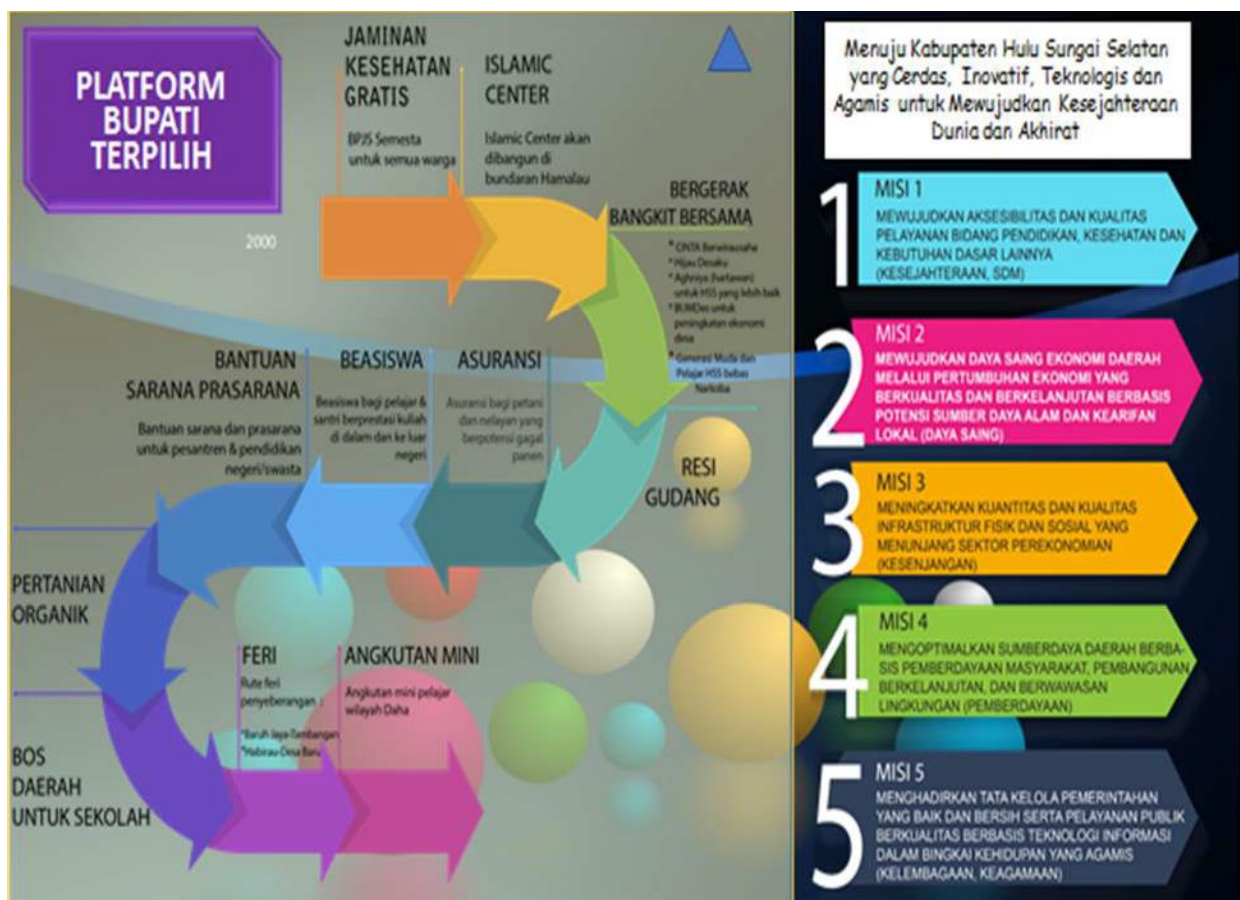 PLATFORM
BUPATI
TERPILIH
2000
JAMINAN
KESEHATAN
GRATIS
BPJS Semesta
untuk semua warga
ISLAMIC
CENTER
Islamic Center akan
dibangun di
bundaran Hamalau
BERGERAK
BANGKIT BERSAMA
* CINTA Berwirausaha
* Hijau Desaku
* Aghniya (hartawan)
untuk HSS yang lebih baik
* BUMDes untuk
peningkatan ekonomi
desa
* Generasi Muda dan
Pelajar HSS bebas
Narkoba
RESI
GUDANG
ASURANSI
Asuransi bagi petani
dan nelayan yang
berpotensi gagal
panen
BEASISWA
Beasiswa bagi pelajar &
santri berprestasi kuliah
di dalam dan ke luar
negeri
BANTUAN
SARANA PRASARANA
Bantuan sarana dan prasarana
untuk pesantren & pendidikan
negeri/swasta
PERTANIAN
ORGANIK
BOS
DAERAH
UNTUK SEKOLAH
FERI
Rute feri
penyeberangan :
*Baruh Jaya-Tambangan
*Habirau-Desa Baru
ANGKUTAN MINI
Angkutan mini pelajar
wilayah Daha
Menuju Kabupaten Hulu Sungai Selatan
yang Cerdas, Inovatif, Teknologis dan
Agamis untuk Mewujudkan Kesejahteraan
Dunia dan Akhirat
1
MISI 1
MEWUJUDKAN AKSESIBILITAS DAN KUALITAS
PELAYANAN BIDANG PENDIDIKAN, KESEHATAN DAN
KEBUTUHAN DASAR LAINNYA
(KESEJAHTERAAN, SDM)
2
MISI 2
MEWUJUDKAN DAYA SAING EKONOMI DAERAH
MELALUI PERTUMBUHAN EKONOMI YANG
BERKUALITAS DAN BERKELANJUTAN BERBASIS
POTENSI SUMBER DAYA ALAM DAN KEARIFAN
LOKAL (DAYA SAING)
3
MISI 3
MENINGKATKAN KUANTITAS DAN KUALITAS
INFRASTRUKTUR FISIK DAN SOSIAL YANG
MENUNJANG SEKTOR PEREKONOMIAN
(KESENJANGAN)
4
MISI 4
MENGOPTIMALKAN SUMBERDAYA DAERAH BERBA-
SIS PEMBERDAYAAN MASYARAKAT, PEMBANGUNAN
BERKELANJUTAN, DAN BERWAWASAN
LINGKUNGAN (PEMBERDAYAAN)
5
MISI 5
MENGHADIRKAN TATA KELOLA PEMERINTAHAN
YANG BAIK DAN BERSIH SERTA PELAYANAN PUBLIK
BERKUALITAS BERBASIS TEKNOLOGI INFORMASI
DALAM BINGKAI KEHIDUPAN YANG AGAMIS
(KELEMBAGAAN, KEAGAMAAN)